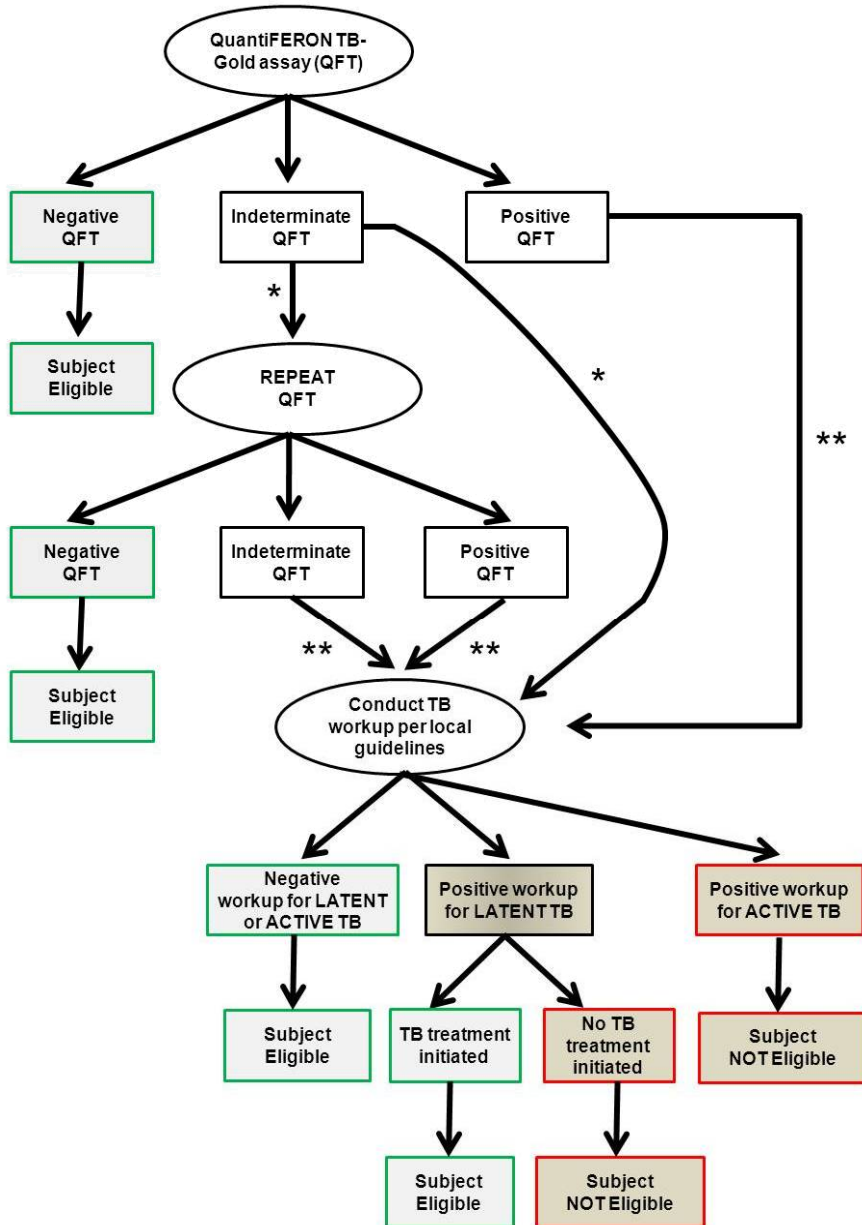 QuantiFERON TB-
Gold assay (QFT)
Negative
QFT
Indeterminate
QFT
Positive
QFT
*
Subject
Eligible
REPEAT
QFT
*
**
Negative
QFT
Indeterminate
QFT
Positive
QFT
**
**
Subject
Eligible
Conduct TB
workup per local
guidelines
Negative
workup for LATENT
or ACTIVE TB
Positive workup
for LATENT TB
Positive workup
for ACTIVE TB
Subject
Eligible
TB treatment
initiated
No TB
treatment
initiated
Subject
NOT Eligible
Subject
Eligible
Subject
NOT Eligible